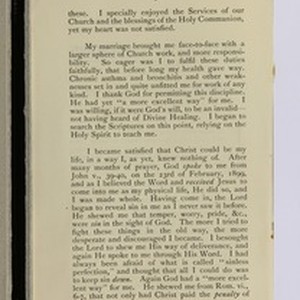 these. I specially enjoyed the Services of our
Church and the blessings of the Holy Communion,
yet my heart was not satisfied.
My marriage brought me face-to-face with a
larger sphere of Church work, and more responsi-
bility. So eager was I to fulfil these duties
faithfully, that before long my health gave way.
Chronic asthma and bronchitis and other weak-
nesses set in and quite unfitted me for work of any
kind. I thank God for permitting this discipline.
He had yet "a more excellent way" for me. I
was willing, if it were God's will, to be an invalid—
not having heard of Divine Healing. I began to
search the Scriptures on this point, relying on the
Holy Spirit to teach me.
I became satisfied that Christ could be my
life, in a way I, as yet, knew nothing of. After
many months of prayer, God spoke to me from
John v., 39-40, on the 23rd of February, 1899,
and as I believed the Word and received Jesus to
come into me as my physical life, He did so, and
I was made whole. Having come in, the Lord
began to reveal sin in me as I never saw it before.
He shewed me that temper, worry, pride, &c.,
were sin in the sight of God. The more I tried to
fight these things in the old way, the more
desperate and discouraged I became. I besought
the Lord to shew me His way of deliverance, and
again He spoke to me through His Word. I had
always been afraid of what is called "sinless
perfection," and thought that all I could do was
to keep sin down. Again God had a "more excel-
lent way" for me. He shewed me from Rom. vi.,
6-7, that not only had Christ paid the penalty of